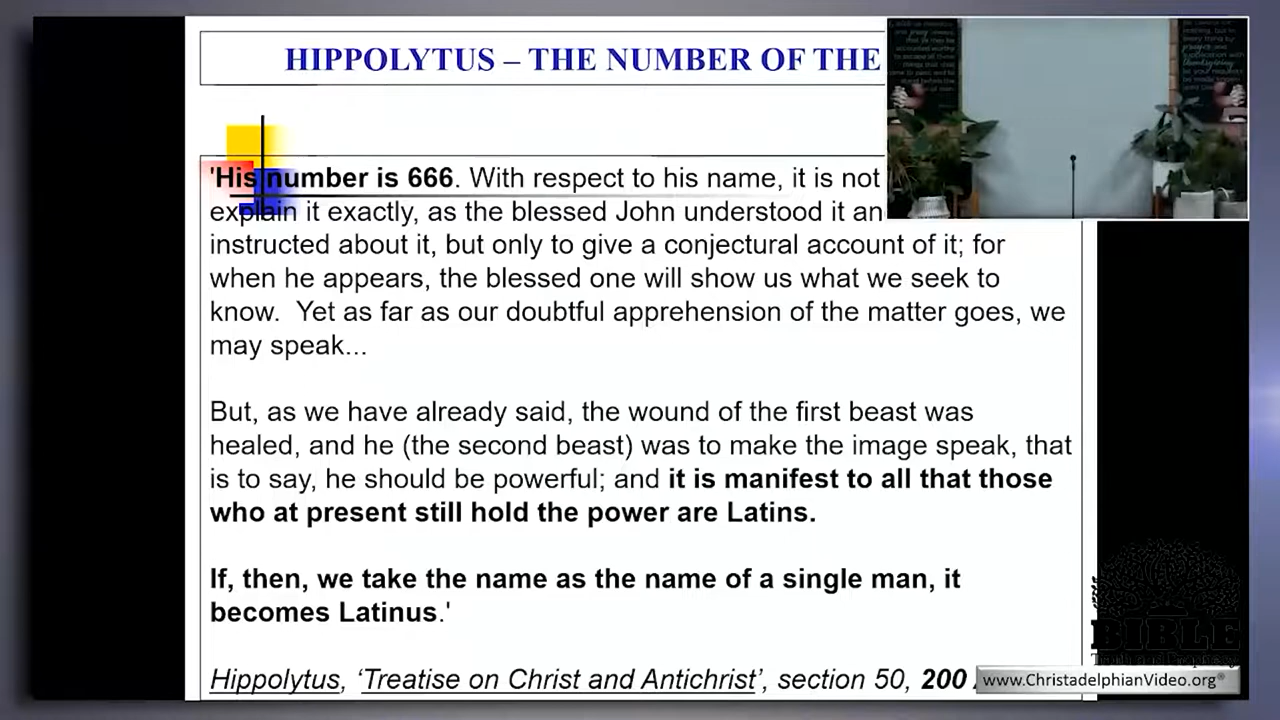 HIPPOLYTUS – THE NUMBER OF THE
'His number is 666. With respect to his name, it is not
explain it exactly, as the blessed John understood it an
instructed about it, but only to give a conjectural account of it; for
when he appears, the blessed one will show us what we seek to
know. Yet as far as our doubtful apprehension of the matter goes, we
may speak...
But, as we have already said, the wound of the first beast was
healed, and he (the second beast) was to make the image speak, that
is to say, he should be powerful; and it is manifest to all that those
who at present still hold the power are Latins.
If, then, we take the name as the name of a single man, it
becomes Latinus.'
Hippolytus, 'Treatise on Christ and Antichrist', section 50, 200
BIBLE
Truth and Prophecy
www.ChristadelphianVideo.org®